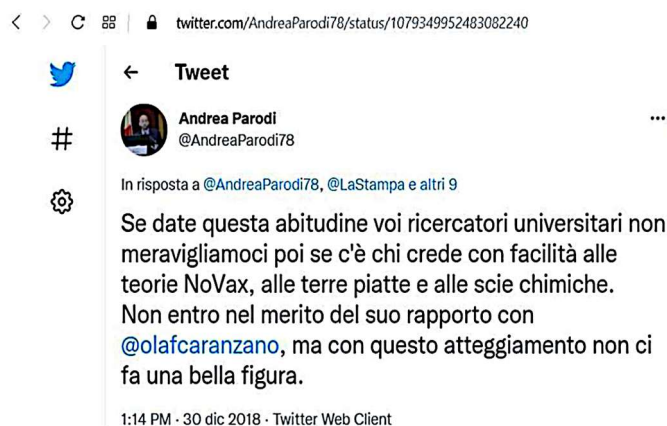 twitter.com/AndreaParodi78/status/1079349952483082240
Tweet
Andrea Parodi
@AndreaParodi78
In risposta a @AndreaParodi78, @LaStampa e altri 9
Se date questa abitudine voi ricercatori universitari non
meravigliamoci poi se c'è chi crede con facilità alle
teorie NoVax, alle terre piatte e alle scie chimiche.
Non entro nel merito del suo rapporto con
@olafcaranzano, ma con questo atteggiamento non ci
fa una bella figura.
1:14 PM · 30 dic 2018 · Twitter Web Client